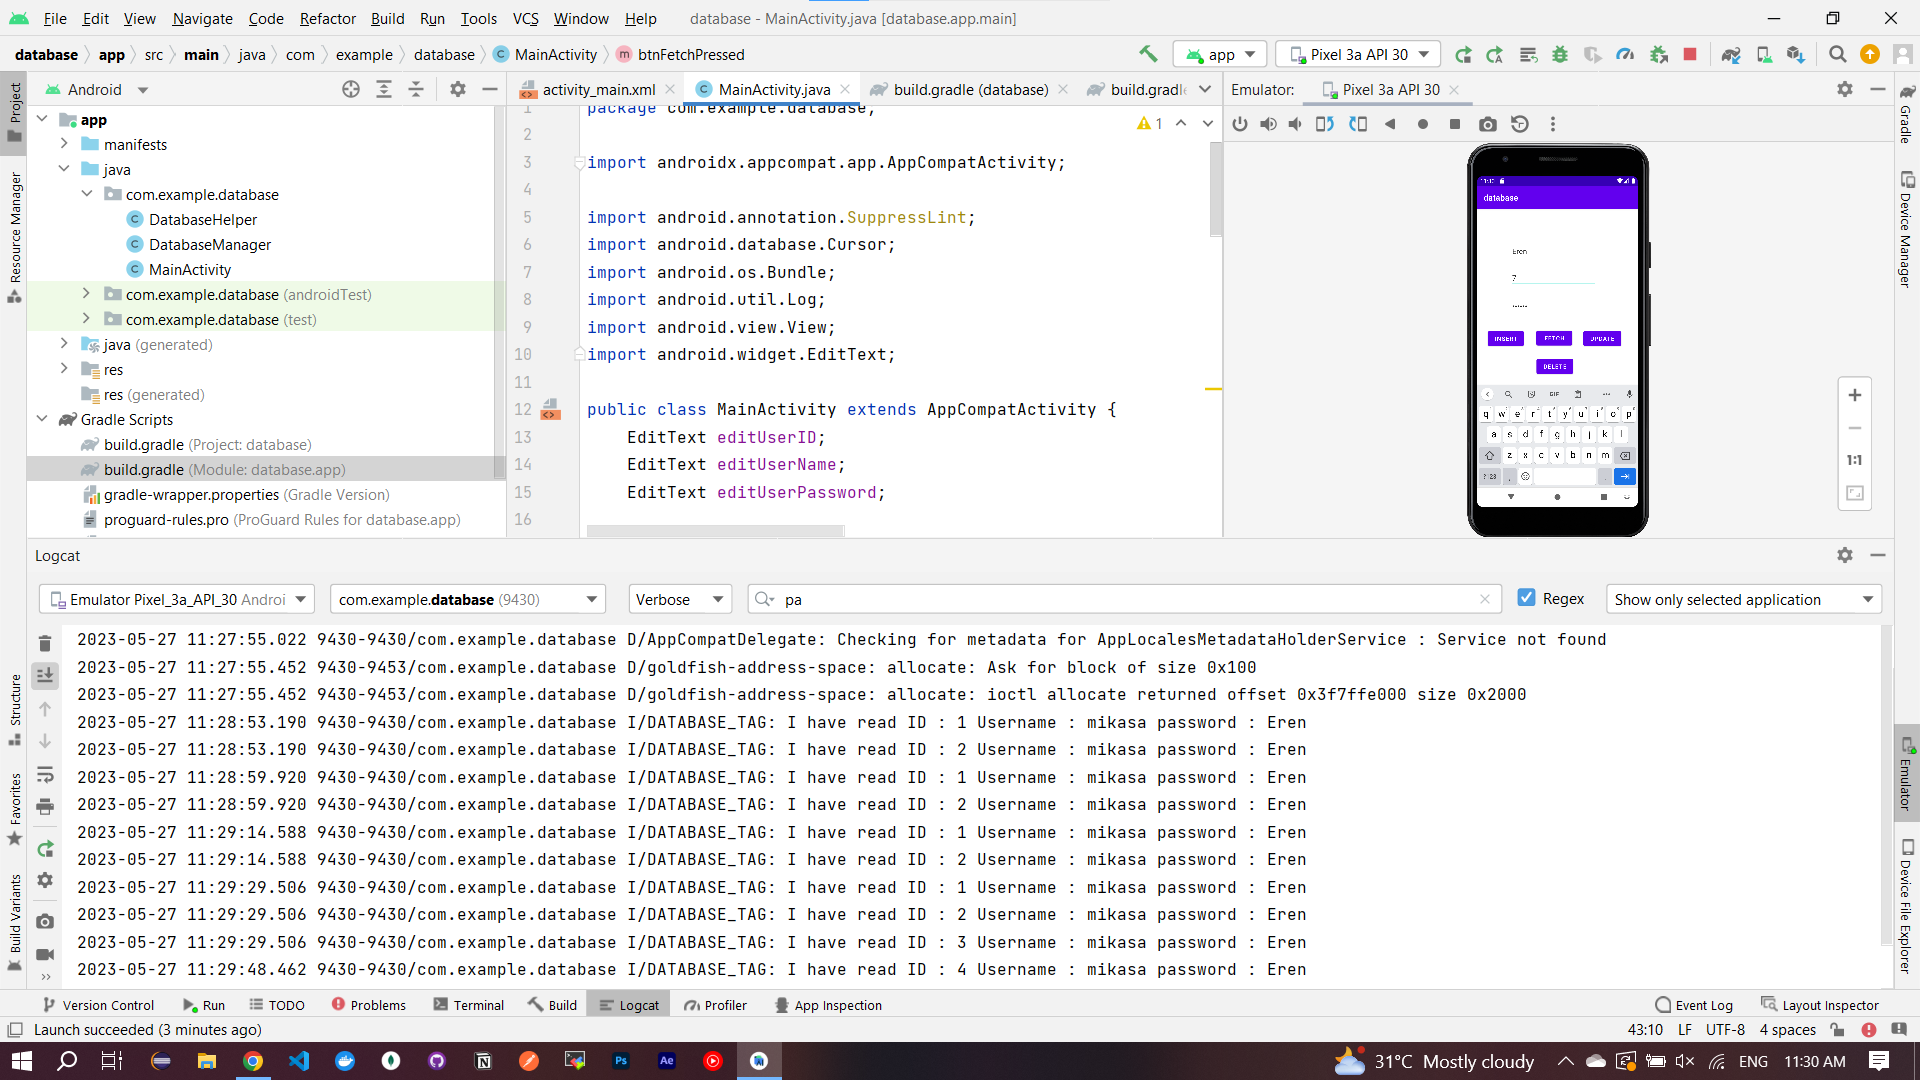 File Edit View Navigate Code Refactor Build Run Tools VCS Window Help database - MainActivity.java [database.app.main]
database app src main java com example database MainActivity btnFetchPressed app Pixel 3a API 30
Android activity_main.xml MainActivity.java build.gradle (database) build.gradle Emulator: Pixel 3a API 30
Project
Resource Manager
Structure
Favorites
Build Variants
app
manifests
java
com.example.database
DatabaseHelper
DatabaseManager
MainActivity
com.example.database (androidTest)
com.example.database (test)
java (generated)
res
res (generated)
Gradle Scripts
build.gradle (Project: database)
build.gradle (Module: database.app)
gradle-wrapper.properties (Gradle Version)
proguard-rules.pro (ProGuard Rules for database.app)
1 package com.example.database;
1
2
3 import androidx.appcompat.app.AppCompatActivity;
4
5 import android.annotation.SuppressLint;
6 import android.database.Cursor;
7 import android.os.Bundle;
8 import android.util.Log;
9 import android.view.View;
10 import android.widget.EditText;
11
12 public class MainActivity extends AppCompatActivity {
13 EditText editUserID;
14 EditText editUserName;
15 EditText editUserPassword;
16
11:30
database
Eren
7
INSERT FETCH UPDATE
DELETE
GIF
q w e r t y u i o p
a s d f g h j k l
z x c v b n m
?123 , .
1:1
Gradle
Device Manager
Emulator
Device File Explorer
Logcat
Emulator Pixel_3a_API_30 Androi com.example.database (9430) Verbose pa Regex Show only selected application
2023-05-27 11:27:55.022 9430-9430/com.example.database D/AppCompatDelegate: Checking for metadata for AppLocalesMetadataHolderService : Service not found
2023-05-27 11:27:55.452 9430-9453/com.example.database D/goldfish-address-space: allocate: Ask for block of size 0x100
2023-05-27 11:27:55.452 9430-9453/com.example.database D/goldfish-address-space: allocate: ioctl allocate returned offset 0x3f7ffe000 size 0x2000
2023-05-27 11:28:53.190 9430-9430/com.example.database I/DATABASE_TAG: I have read ID : 1 Username : mikasa password : Eren
2023-05-27 11:28:53.190 9430-9430/com.example.database I/DATABASE_TAG: I have read ID : 2 Username : mikasa password : Eren
2023-05-27 11:28:59.920 9430-9430/com.example.database I/DATABASE_TAG: I have read ID : 1 Username : mikasa password : Eren
2023-05-27 11:28:59.920 9430-9430/com.example.database I/DATABASE_TAG: I have read ID : 2 Username : mikasa password : Eren
2023-05-27 11:29:14.588 9430-9430/com.example.database I/DATABASE_TAG: I have read ID : 1 Username : mikasa password : Eren
2023-05-27 11:29:14.588 9430-9430/com.example.database I/DATABASE_TAG: I have read ID : 2 Username : mikasa password : Eren
2023-05-27 11:29:29.506 9430-9430/com.example.database I/DATABASE_TAG: I have read ID : 1 Username : mikasa password : Eren
2023-05-27 11:29:29.506 9430-9430/com.example.database I/DATABASE_TAG: I have read ID : 2 Username : mikasa password : Eren
2023-05-27 11:29:29.506 9430-9430/com.example.database I/DATABASE_TAG: I have read ID : 3 Username : mikasa password : Eren
2023-05-27 11:29:48.462 9430-9430/com.example.database I/DATABASE_TAG: I have read ID : 4 Username : mikasa password : Eren
Version Control Run TODO Problems Terminal Build Logcat Profiler App Inspection Event Log Layout Inspector
Launch succeeded (3 minutes ago) 43:10 LF UTF-8 4 spaces
Ps Ae 31°C Mostly cloudy ENG 11:30 AM